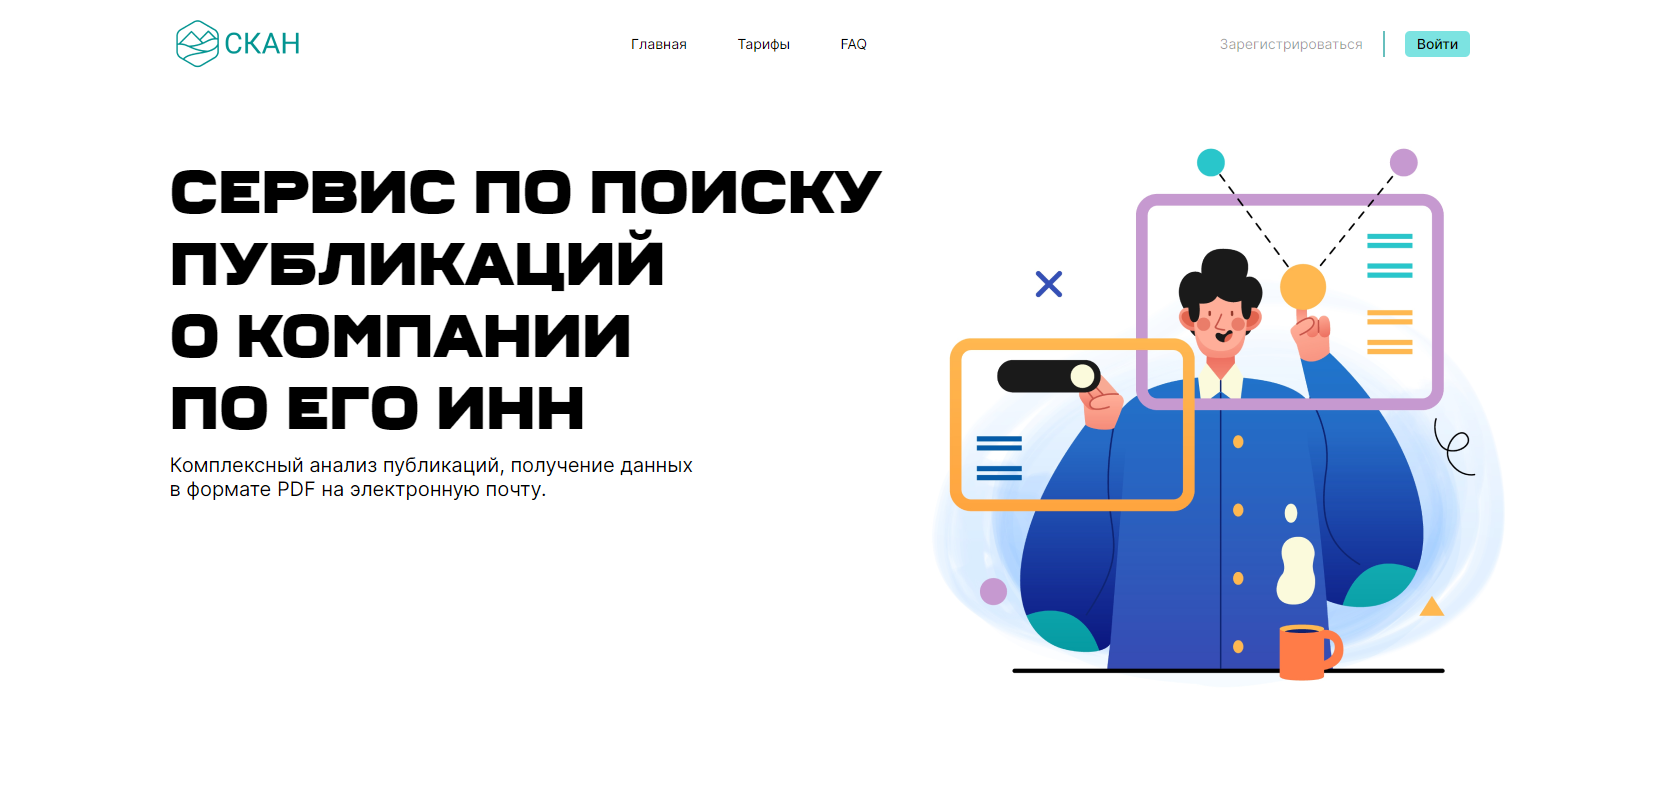 СКАН
Главная
Тарифы
FAQ
Зарегистрироваться
Войти
СЕРВИС ПО ПОИСКУ
ПУБЛИКАЦИЙ
О КОМПАНИИ
ПО ЕГО ИНН
Комплексный анализ публикаций, получение данных
в формате PDF на электронную почту.